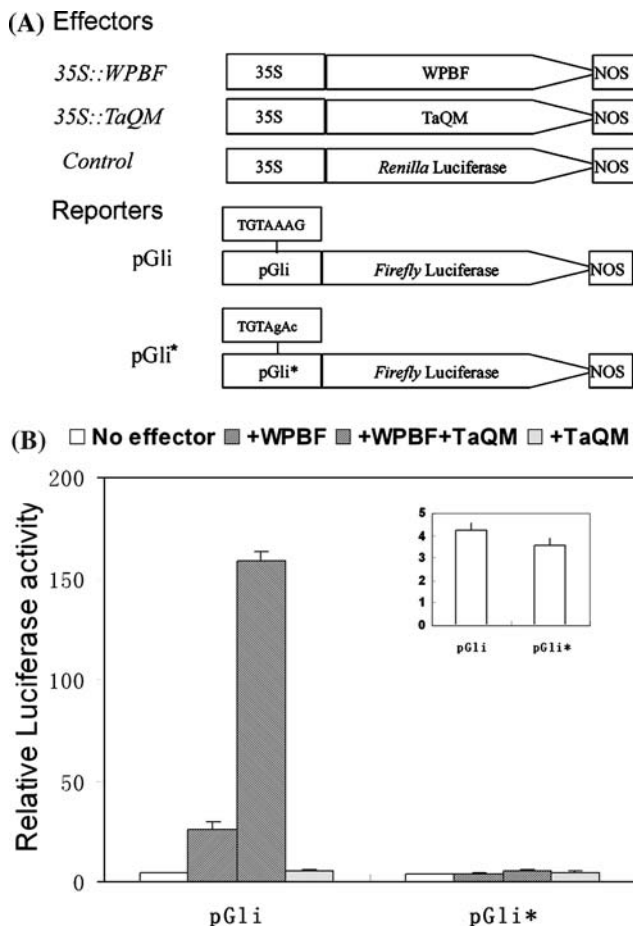 (A) Effectors
35S::WPBF 35S WPBF NOS
35S::TaQM 35S TaQM NOS
Control 35S Renilla Luciferase NOS
Reporters
TGTAAAG
pGli pGli Firefly Luciferase NOS
TGTAgAc
pGli* pGli* Firefly Luciferase NOS
(B) No effector +WPBF +WPBF+TaQM +TaQM
Relative Luciferase activity
200
150
100
50
0
5
4
3
2
1
0
pGli pGli*
pGli pGli*